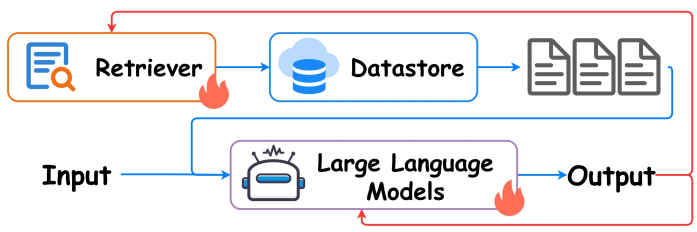 Retriever
Datastore
Input
Large Language
Models
Output